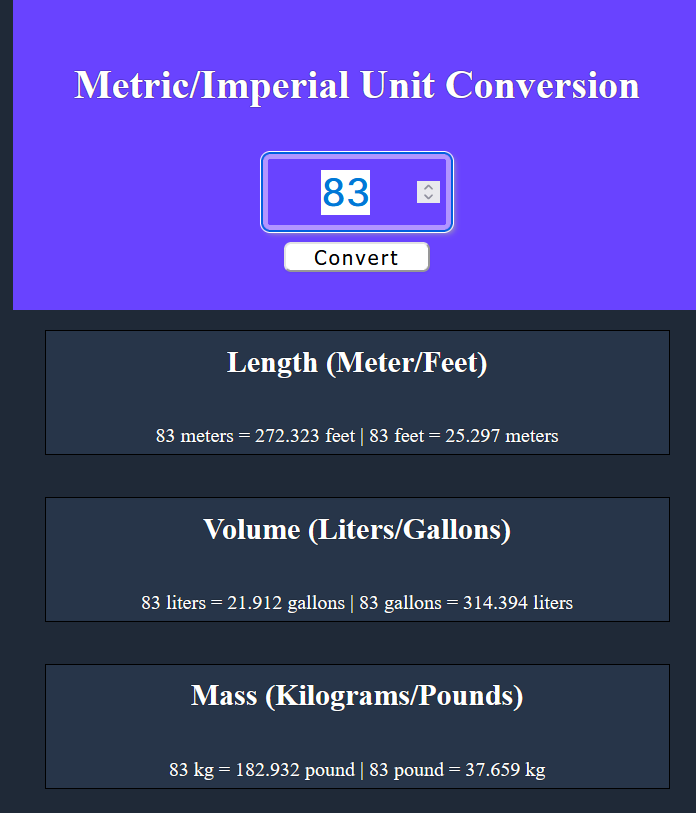 Metric/Imperial Unit Conversion
83
Convert
Length (Meter/Feet)
83 meters = 272.323 feet | 83 feet = 25.297 meters
Volume (Liters/Gallons)
83 liters = 21.912 gallons | 83 gallons = 314.394 liters
Mass (Kilograms/Pounds)
83 kg = 182.932 pound | 83 pound = 37.659 kg